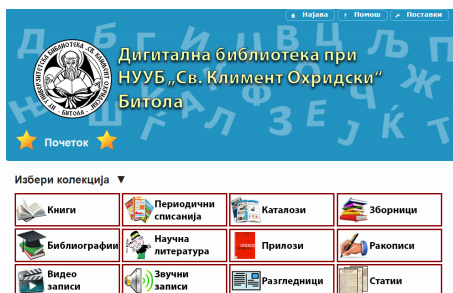 Најава Помош Поставки
Дигитална библиотека при
НУУБ „Св. Климент Охридски“
Битола
Почеток
Избери колекција ▼
Книги
Периодични
списанија
Каталози
Зборници
Библиографии
Научна
литература
Прилози
Ракописи
Видео
записи
Звучни
записи
Разгледници
Статии